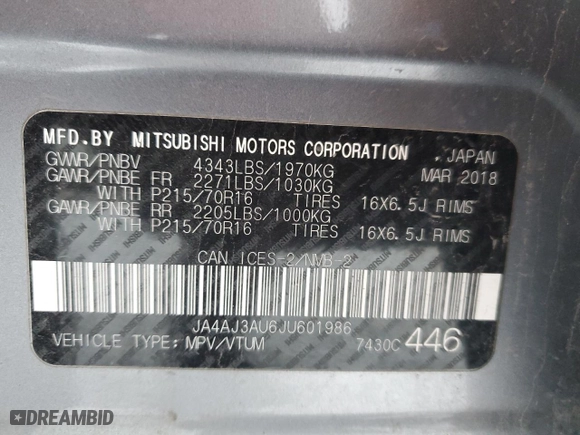 MFD.BY MITSUBISHI MOTORS CORPORATION . JAPAN
GVWR/PNBV 4343LBS/1970KG MAR 2018
GAWR/PNBE FR 2271LBS/1030KG
WITH P215/70R16 TIRES 16X6.5J RIMS
GAWR/PNBE RR 2205LBS/1000KG
WITH P215/70R16 TIRES 16X6.5J RIMS
CAN ICES-2/NMB-2
JA4AJ3AU6JU601986
VEHICLE TYPE: MPV/VTUM 7430C 446
DREAMBID